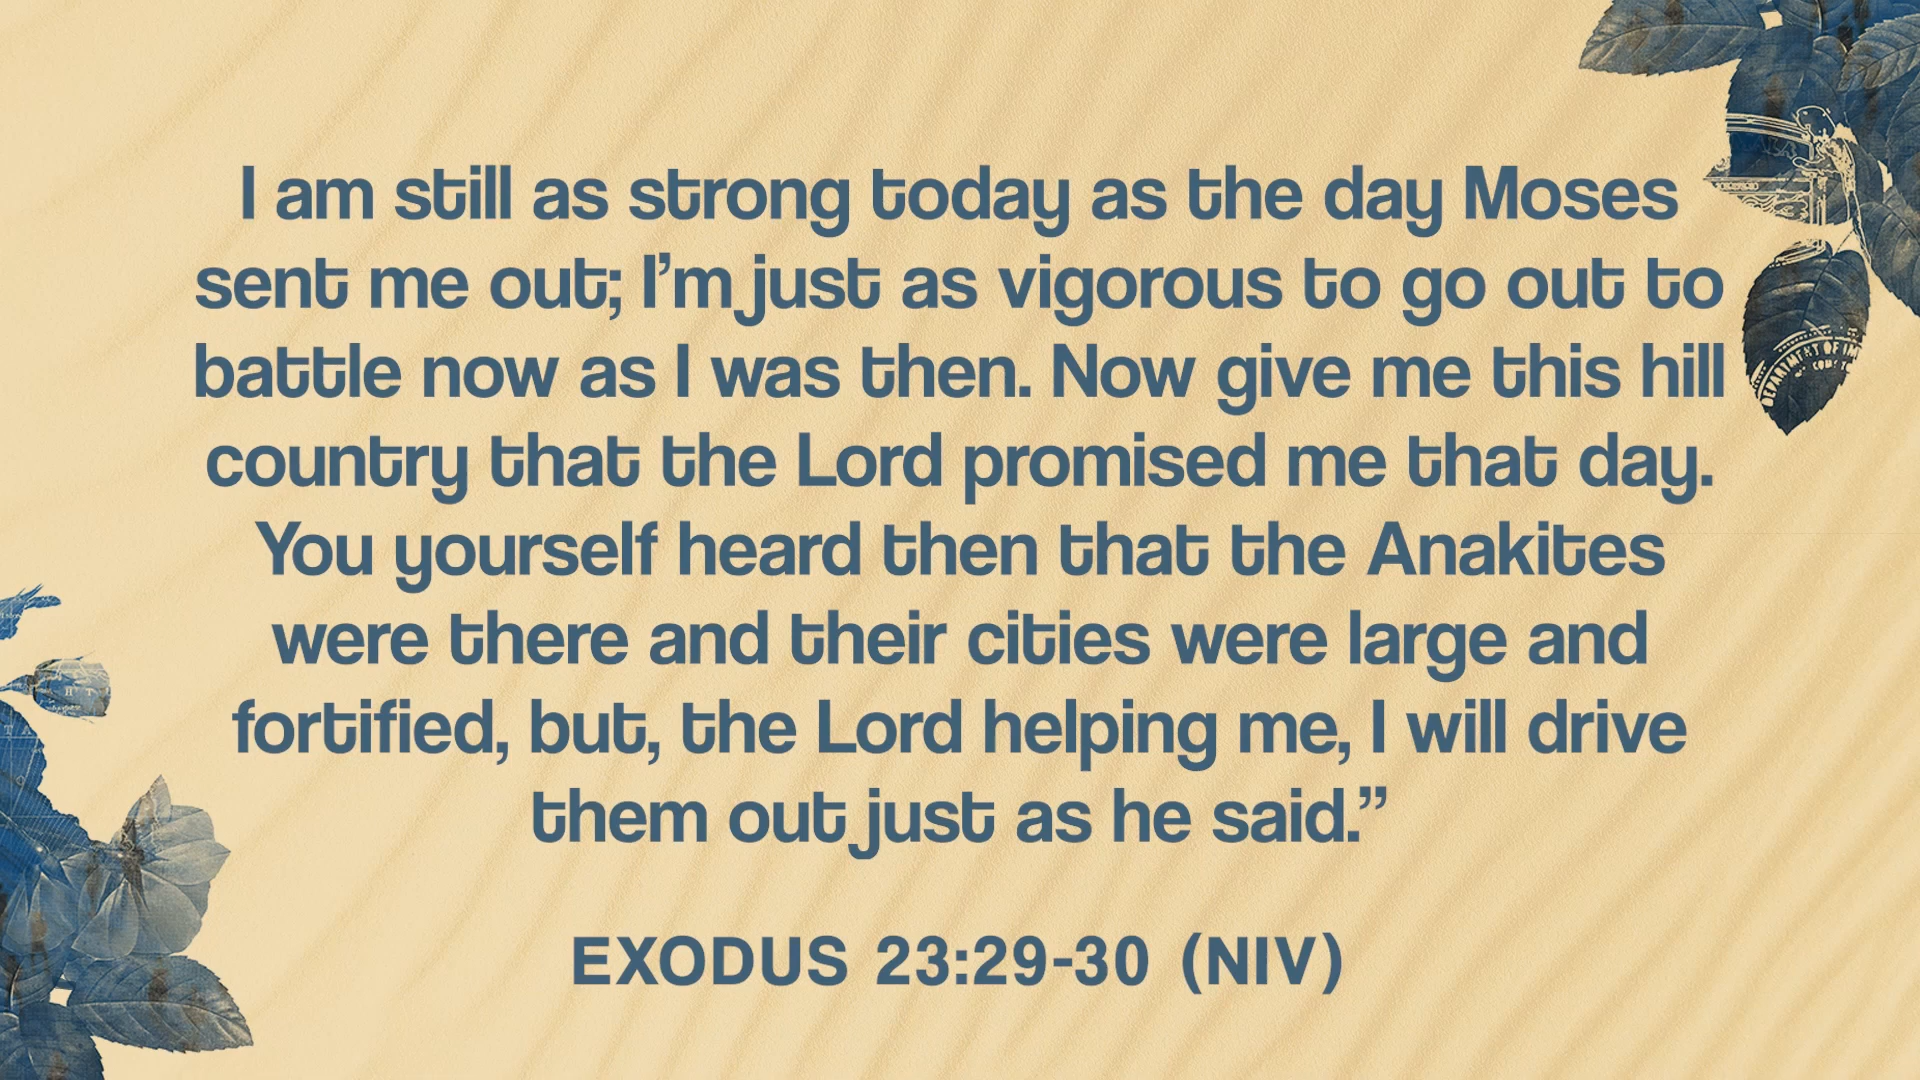 I am still as strong today as the day Moses
sent me out; I’m just as vigorous to go out to
battle now as I was then. Now give me this hill
country that the Lord promised me that day.
You yourself heard then that the Anakites
were there and their cities were large and
fortified, but, the Lord helping me, I will drive
them out just as he said.”
EXODUS 23:29-30 (NIV)
DEPARTMENT OF